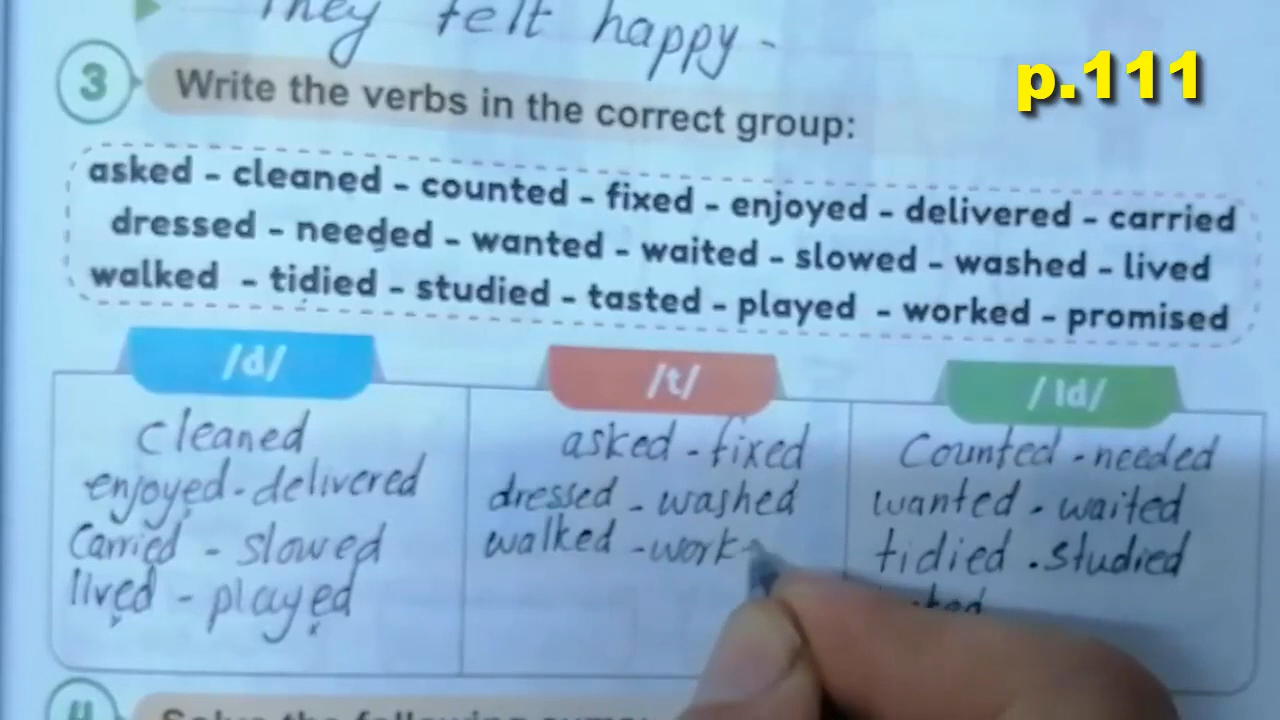 They felt happy -
p.111
3 Write the verbs in the correct group:
asked - cleaned - counted - fixed - enjoyed - delivered - carried
dressed - needed - wanted - waited - slowed - washed - lived
walked - tidied - studied - tasted - played - worked - promised
/d/
/t/
/Id/
cleaned
enjoyed - delivered
Carried - slowed
lived - played
asked - fixed
dressed - washed
walked - work
Counted - needed
wanted - waited
tidied - studied
4